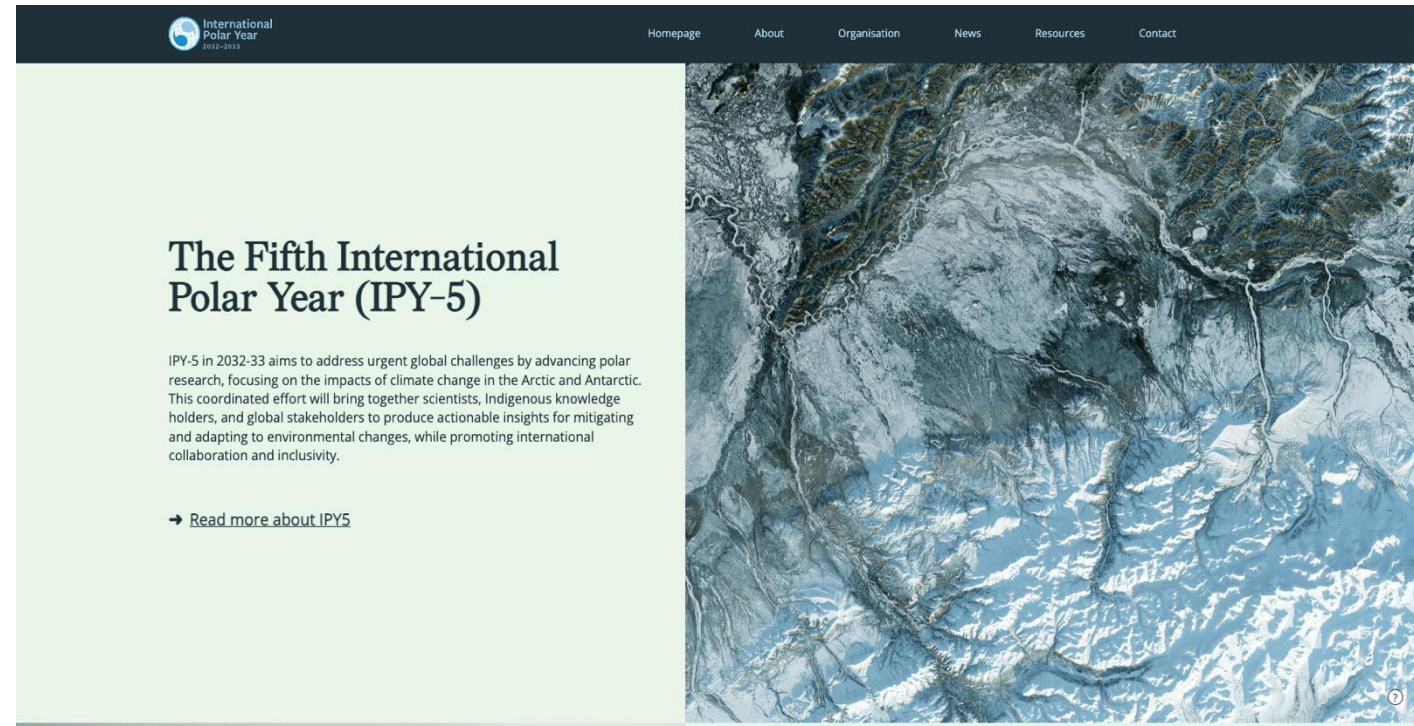 International
Polar Year
2032-2033
Homepage About Organisation News Resources Contact
The Fifth International
Polar Year (IPY-5)
IPY-5 in 2032-33 aims to address urgent global challenges by advancing polar
research, focusing on the impacts of climate change in the Arctic and Antarctic.
This coordinated effort will bring together scientists, Indigenous knowledge
holders, and global stakeholders to produce actionable insights for mitigating
and adapting to environmental changes, while promoting international
collaboration and inclusivity.
➜ Read more about IPY5
?